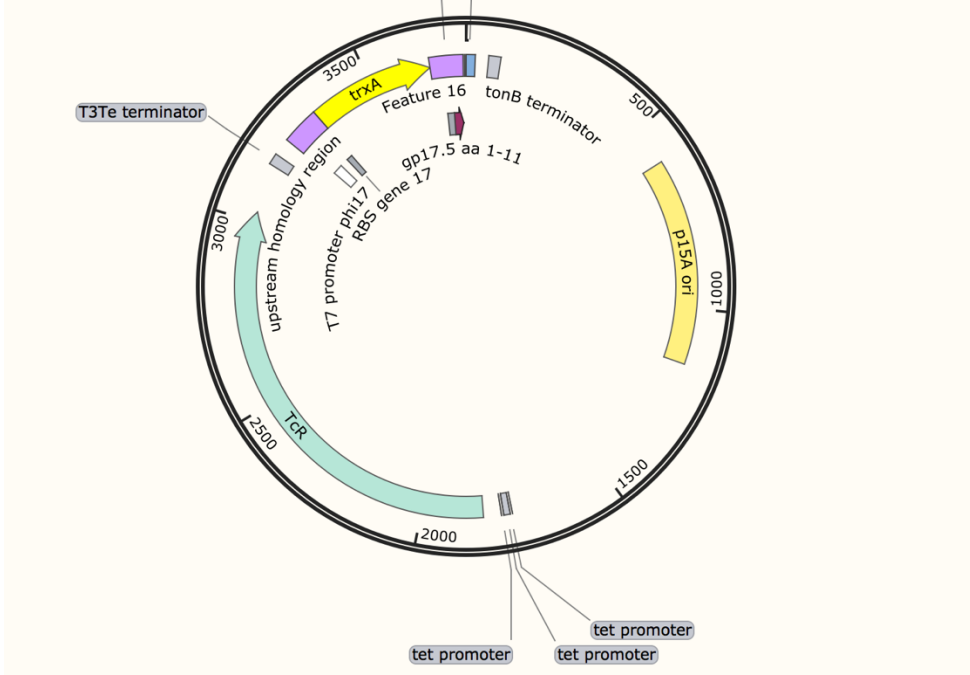 3500
trxA
Feature 16
tonB terminator
500
T3Te terminator
gp17.5 aa 1-11
RBS gene 17
T7 promoter phi17
upstream homology region
3000
p15A ori
1000
TcR
2500
1500
2000
tet promoter
tet promoter
tet promoter